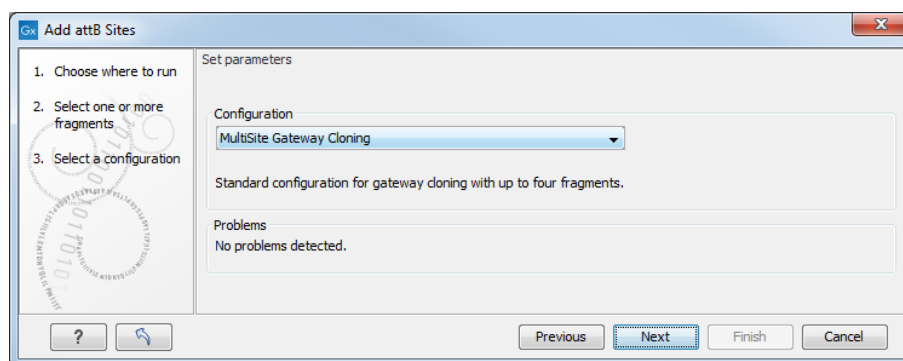 Gx Add attB Sites
1. Choose where to run
2. Select one or more
fragments
3. Select a configuration
Set parameters
Configuration
MultiSite Gateway Cloning
Standard configuration for gateway cloning with up to four fragments.
Problems
No problems detected.
?
Previous
Next
Finish
Cancel